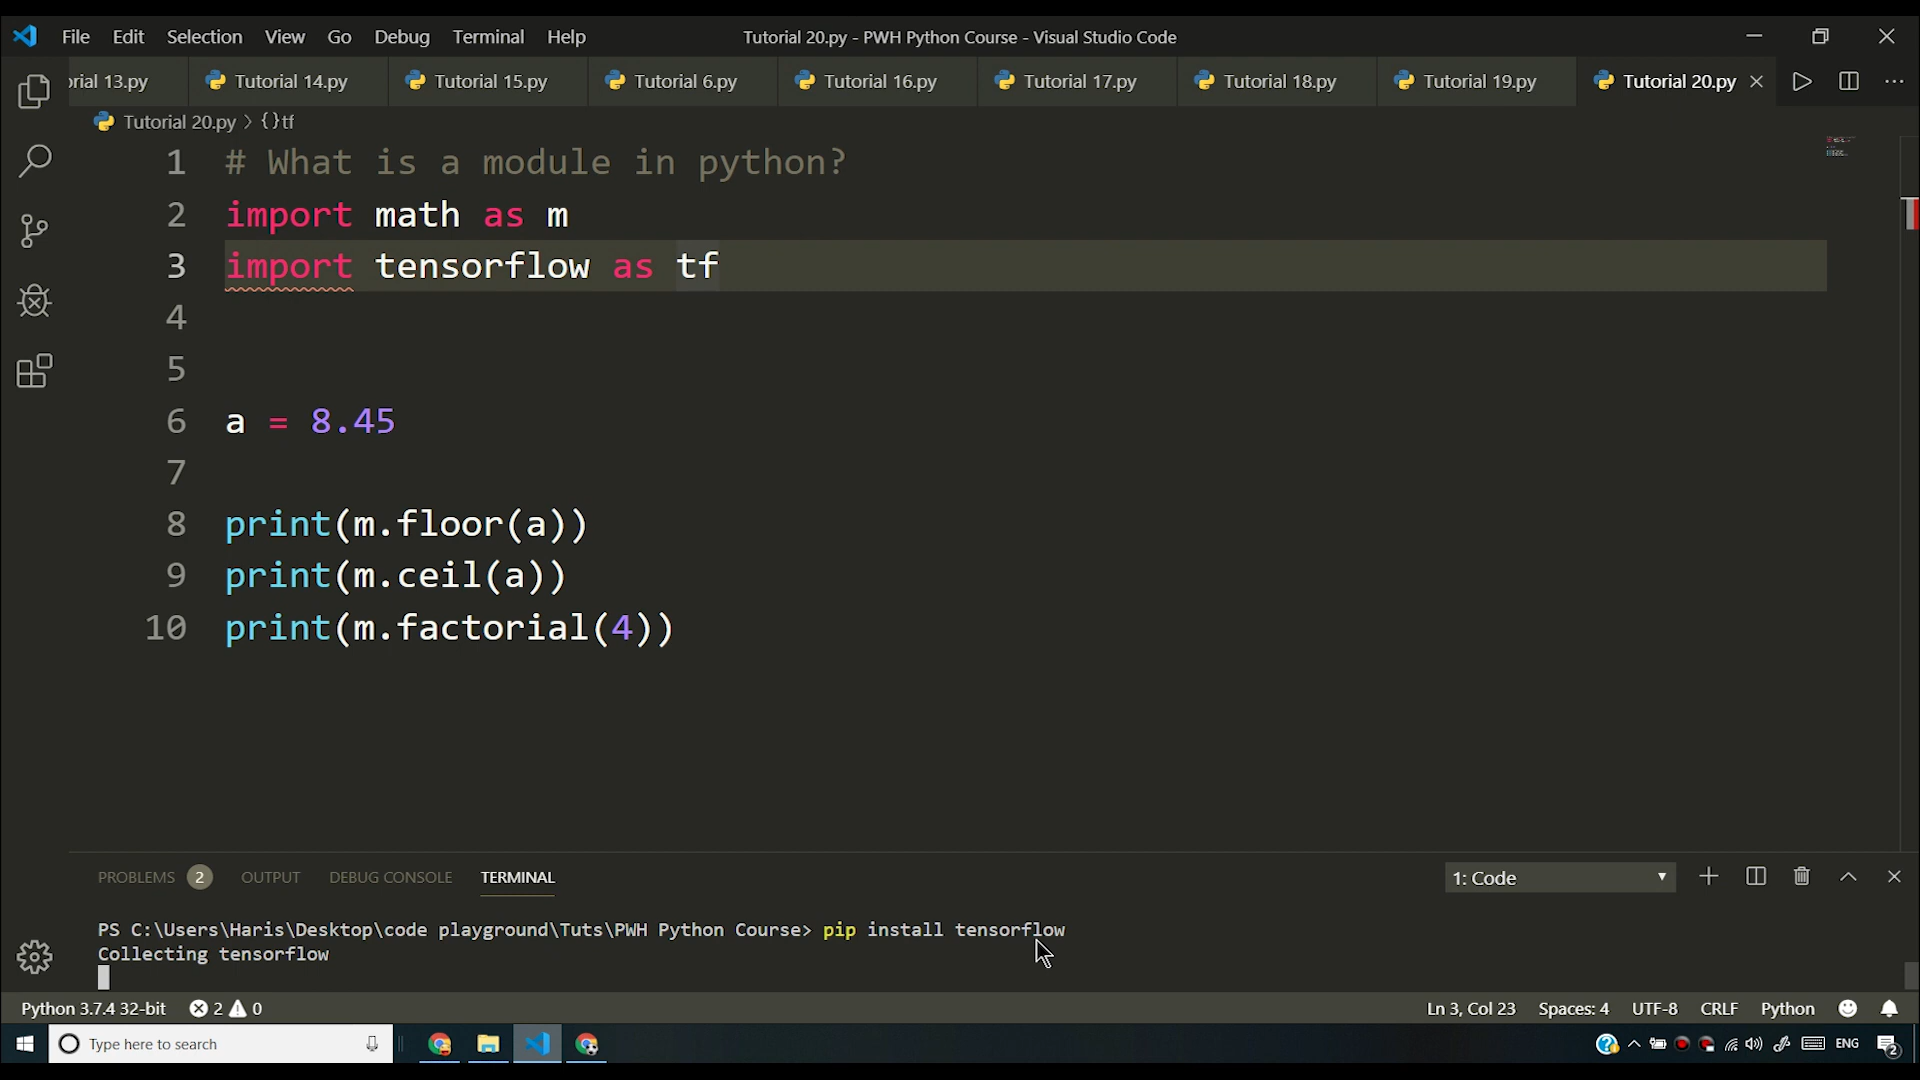 File Edit Selection View Go Debug Terminal Help
Tutorial 20.py - PWH Python Course - Visual Studio Code
rial 13.py Tutorial 14.py Tutorial 15.py Tutorial 6.py Tutorial 16.py Tutorial 17.py Tutorial 18.py Tutorial 19.py Tutorial 20.py
Tutorial 20.py > {} tf
1 # What is a module in python?
2 import math as m
3 import tensorflow as tf
4
5
6 a = 8.45
7
8 print(m.floor(a))
9 print(m.ceil(a))
10 print(m.factorial(4))
PROBLEMS 2 OUTPUT DEBUG CONSOLE TERMINAL 1: Code
PS C:\Users\Haris\Desktop\code playground\Tuts\PWH Python Course> pip install tensorflow
Collecting tensorflow
Python 3.7.4 32-bit 2 0 Ln 3, Col 23 Spaces: 4 UTF-8 CRLF Python
Type here to search ENG 2